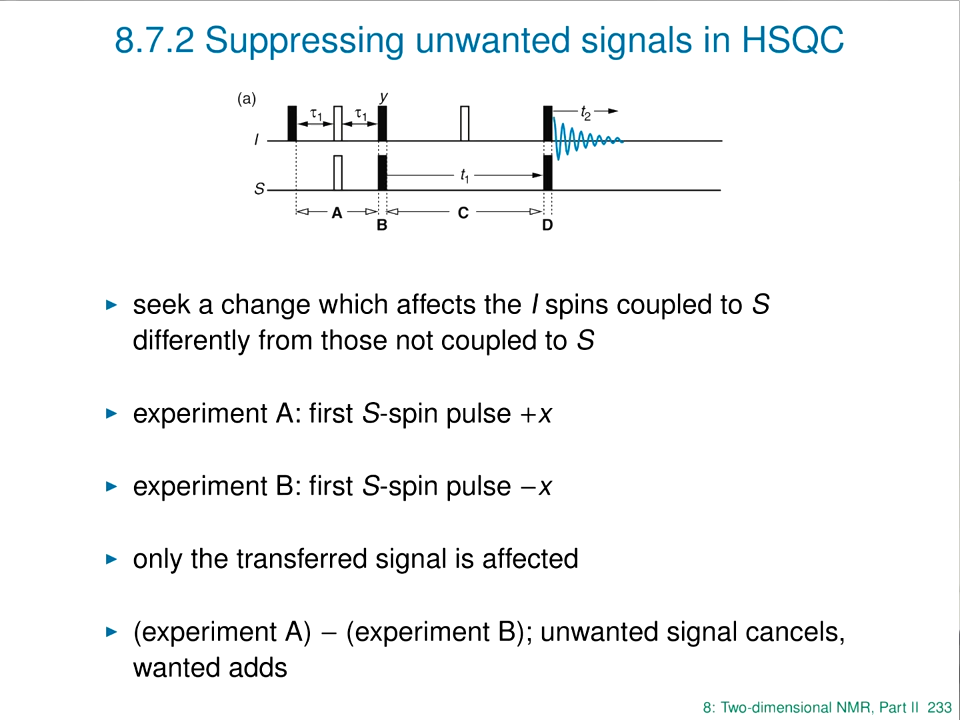 8.7.2 Suppressing unwanted signals in HSQC
(a)
y
τ1 τ1 t2
I
t1
S
A C
B D
▸ seek a change which affects the I spins coupled to S
differently from those not coupled to S
▸ experiment A: first S-spin pulse +x
▸ experiment B: first S-spin pulse −x
▸ only the transferred signal is affected
▸ (experiment A) − (experiment B); unwanted signal cancels,
wanted adds
8: Two-dimensional NMR, Part II 233